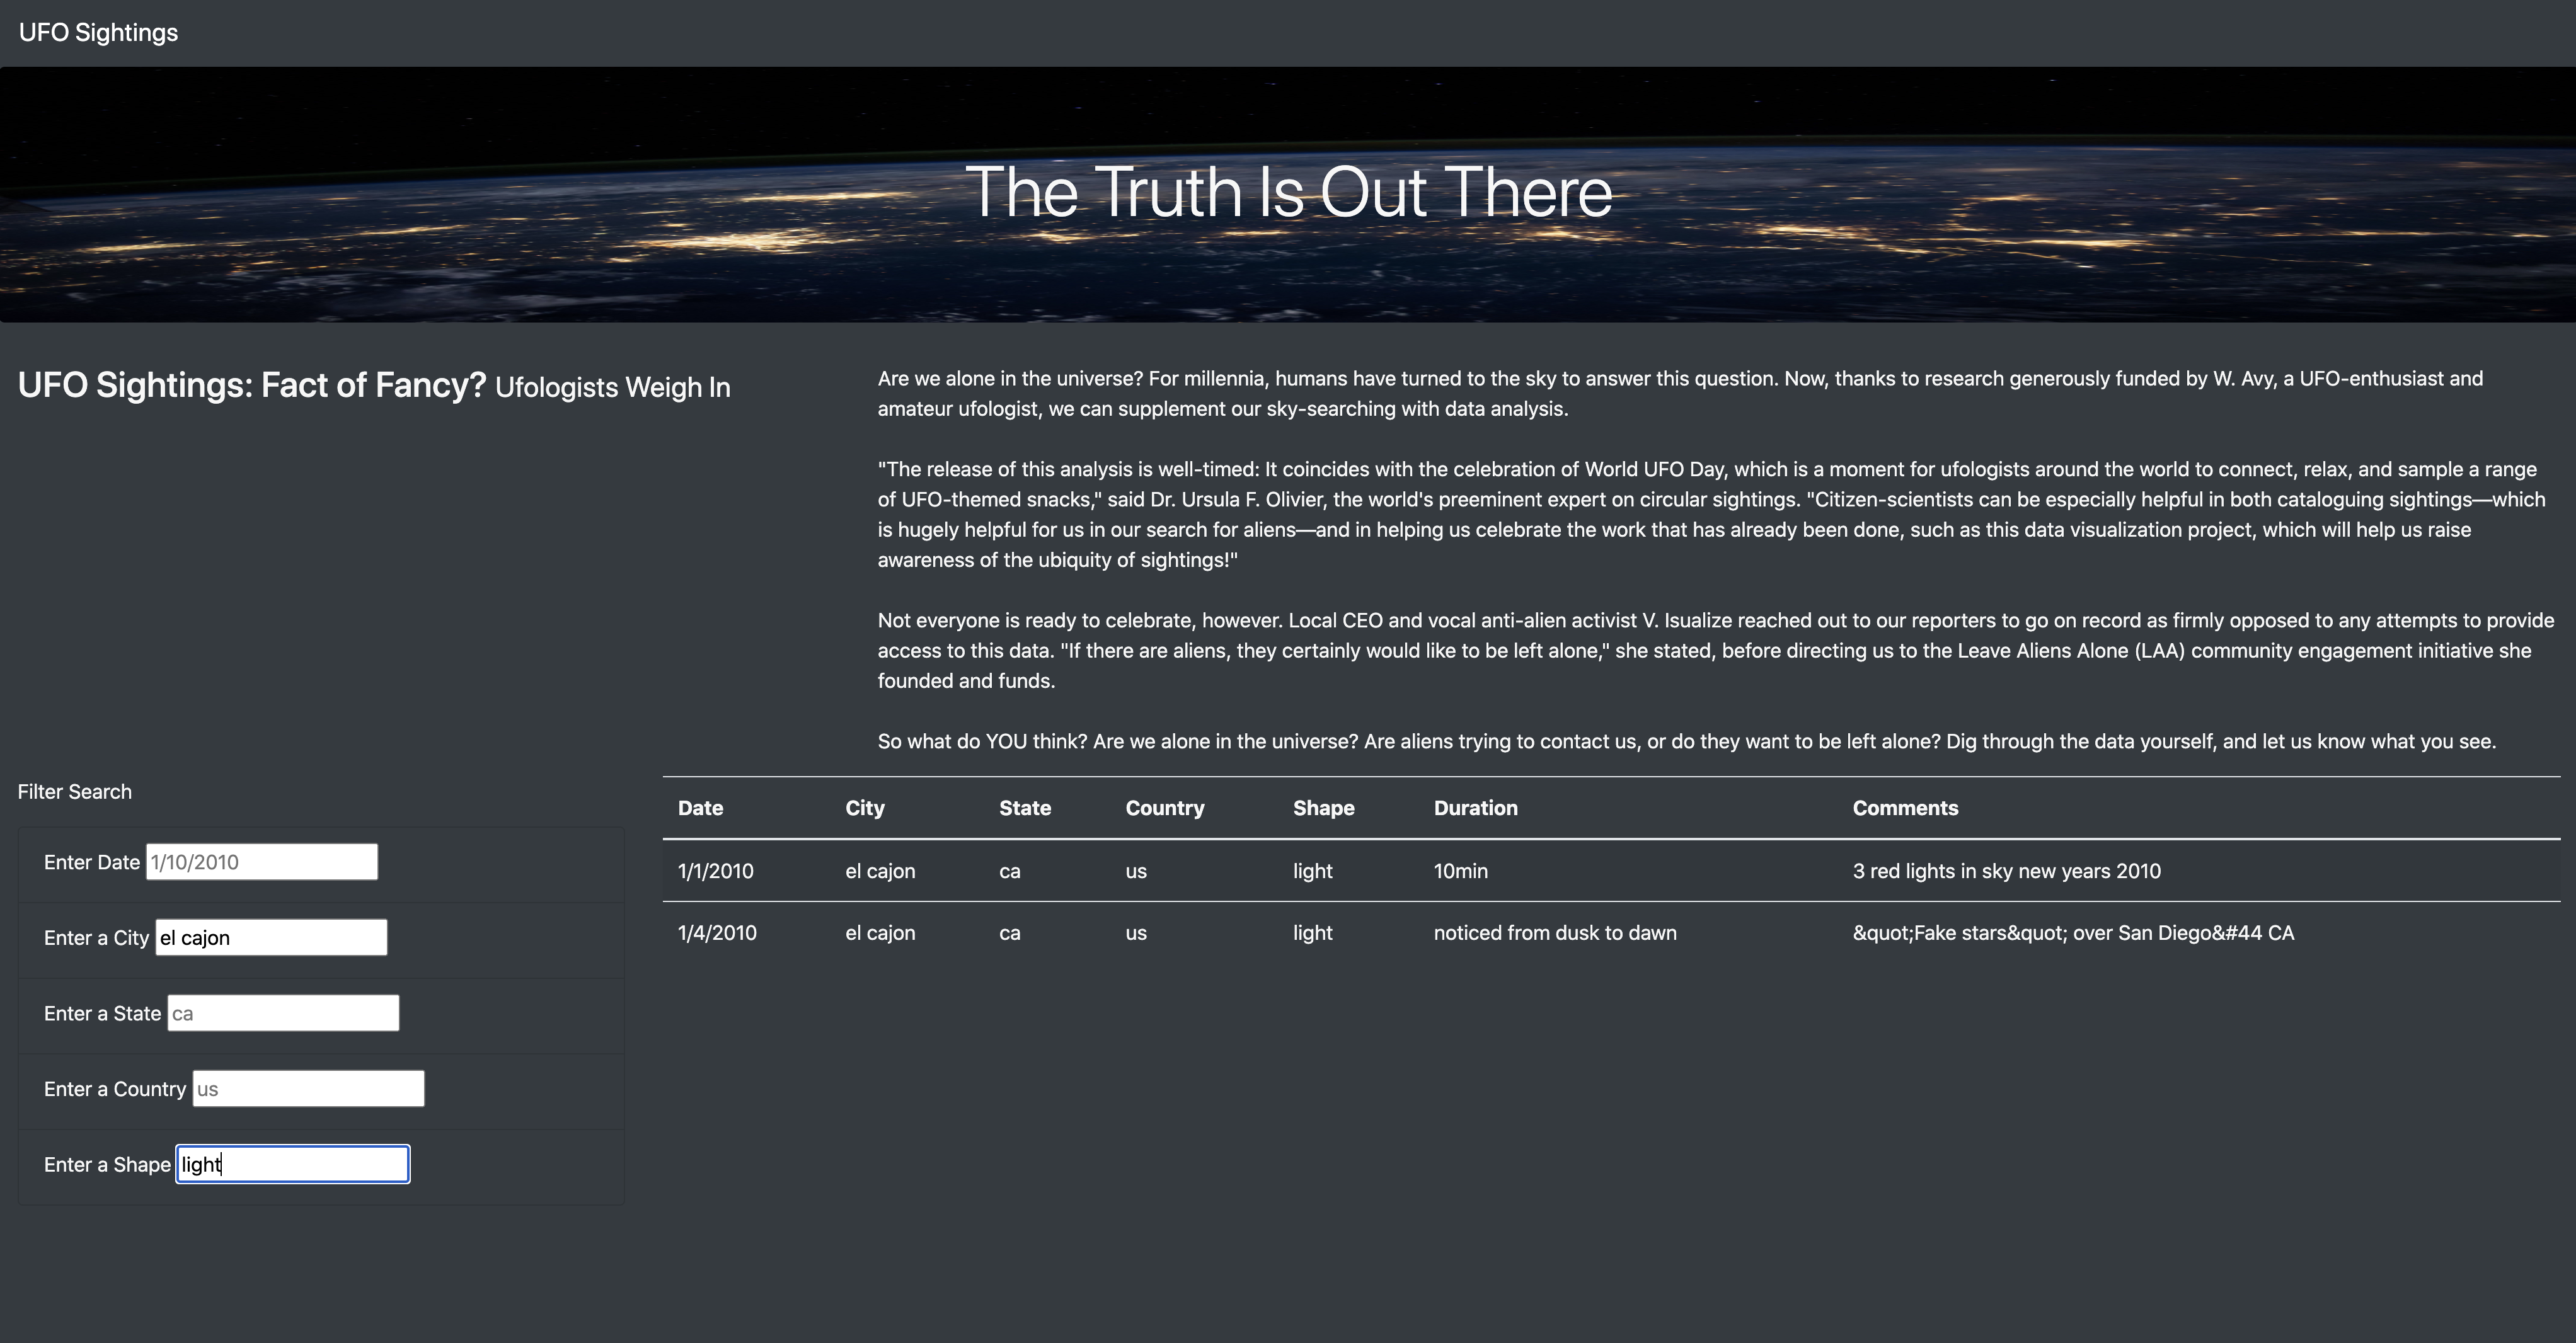 UFO Sightings
The Truth Is Out There
UFO Sightings: Fact of Fancy? Ufologists Weigh In
Are we alone in the universe? For millennia, humans have turned to the sky to answer this question. Now, thanks to research generously funded by W. Avy, a UFO-enthusiast and
amateur ufologist, we can supplement our sky-searching with data analysis.
"The release of this analysis is well-timed: It coincides with the celebration of World UFO Day, which is a moment for ufologists around the world to connect, relax, and sample a range
of UFO-themed snacks," said Dr. Ursula F. Olivier, the world's preeminent expert on circular sightings. "Citizen-scientists can be especially helpful in both cataloguing sightings—which
is hugely helpful for us in our search for aliens—and in helping us celebrate the work that has already been done, such as this data visualization project, which will help us raise
awareness of the ubiquity of sightings!"
Not everyone is ready to celebrate, however. Local CEO and vocal anti-alien activist V. Isualize reached out to our reporters to go on record as firmly opposed to any attempts to provide
access to this data. "If there are aliens, they certainly would like to be left alone," she stated, before directing us to the Leave Aliens Alone (LAA) community engagement initiative she
founded and funds.
So what do YOU think? Are we alone in the universe? Are aliens trying to contact us, or do they want to be left alone? Dig through the data yourself, and let us know what you see.
Filter Search
Enter Date 1/10/2010
Enter a City el cajon
Enter a State ca
Enter a Country us
Enter a Shape light
Date City State Country Shape Duration Comments
1/1/2010 el cajon ca us light 10min 3 red lights in sky new years 2010
1/4/2010 el cajon ca us light noticed from dusk to dawn &quot;Fake stars&quot; over San Diego&#44 CA